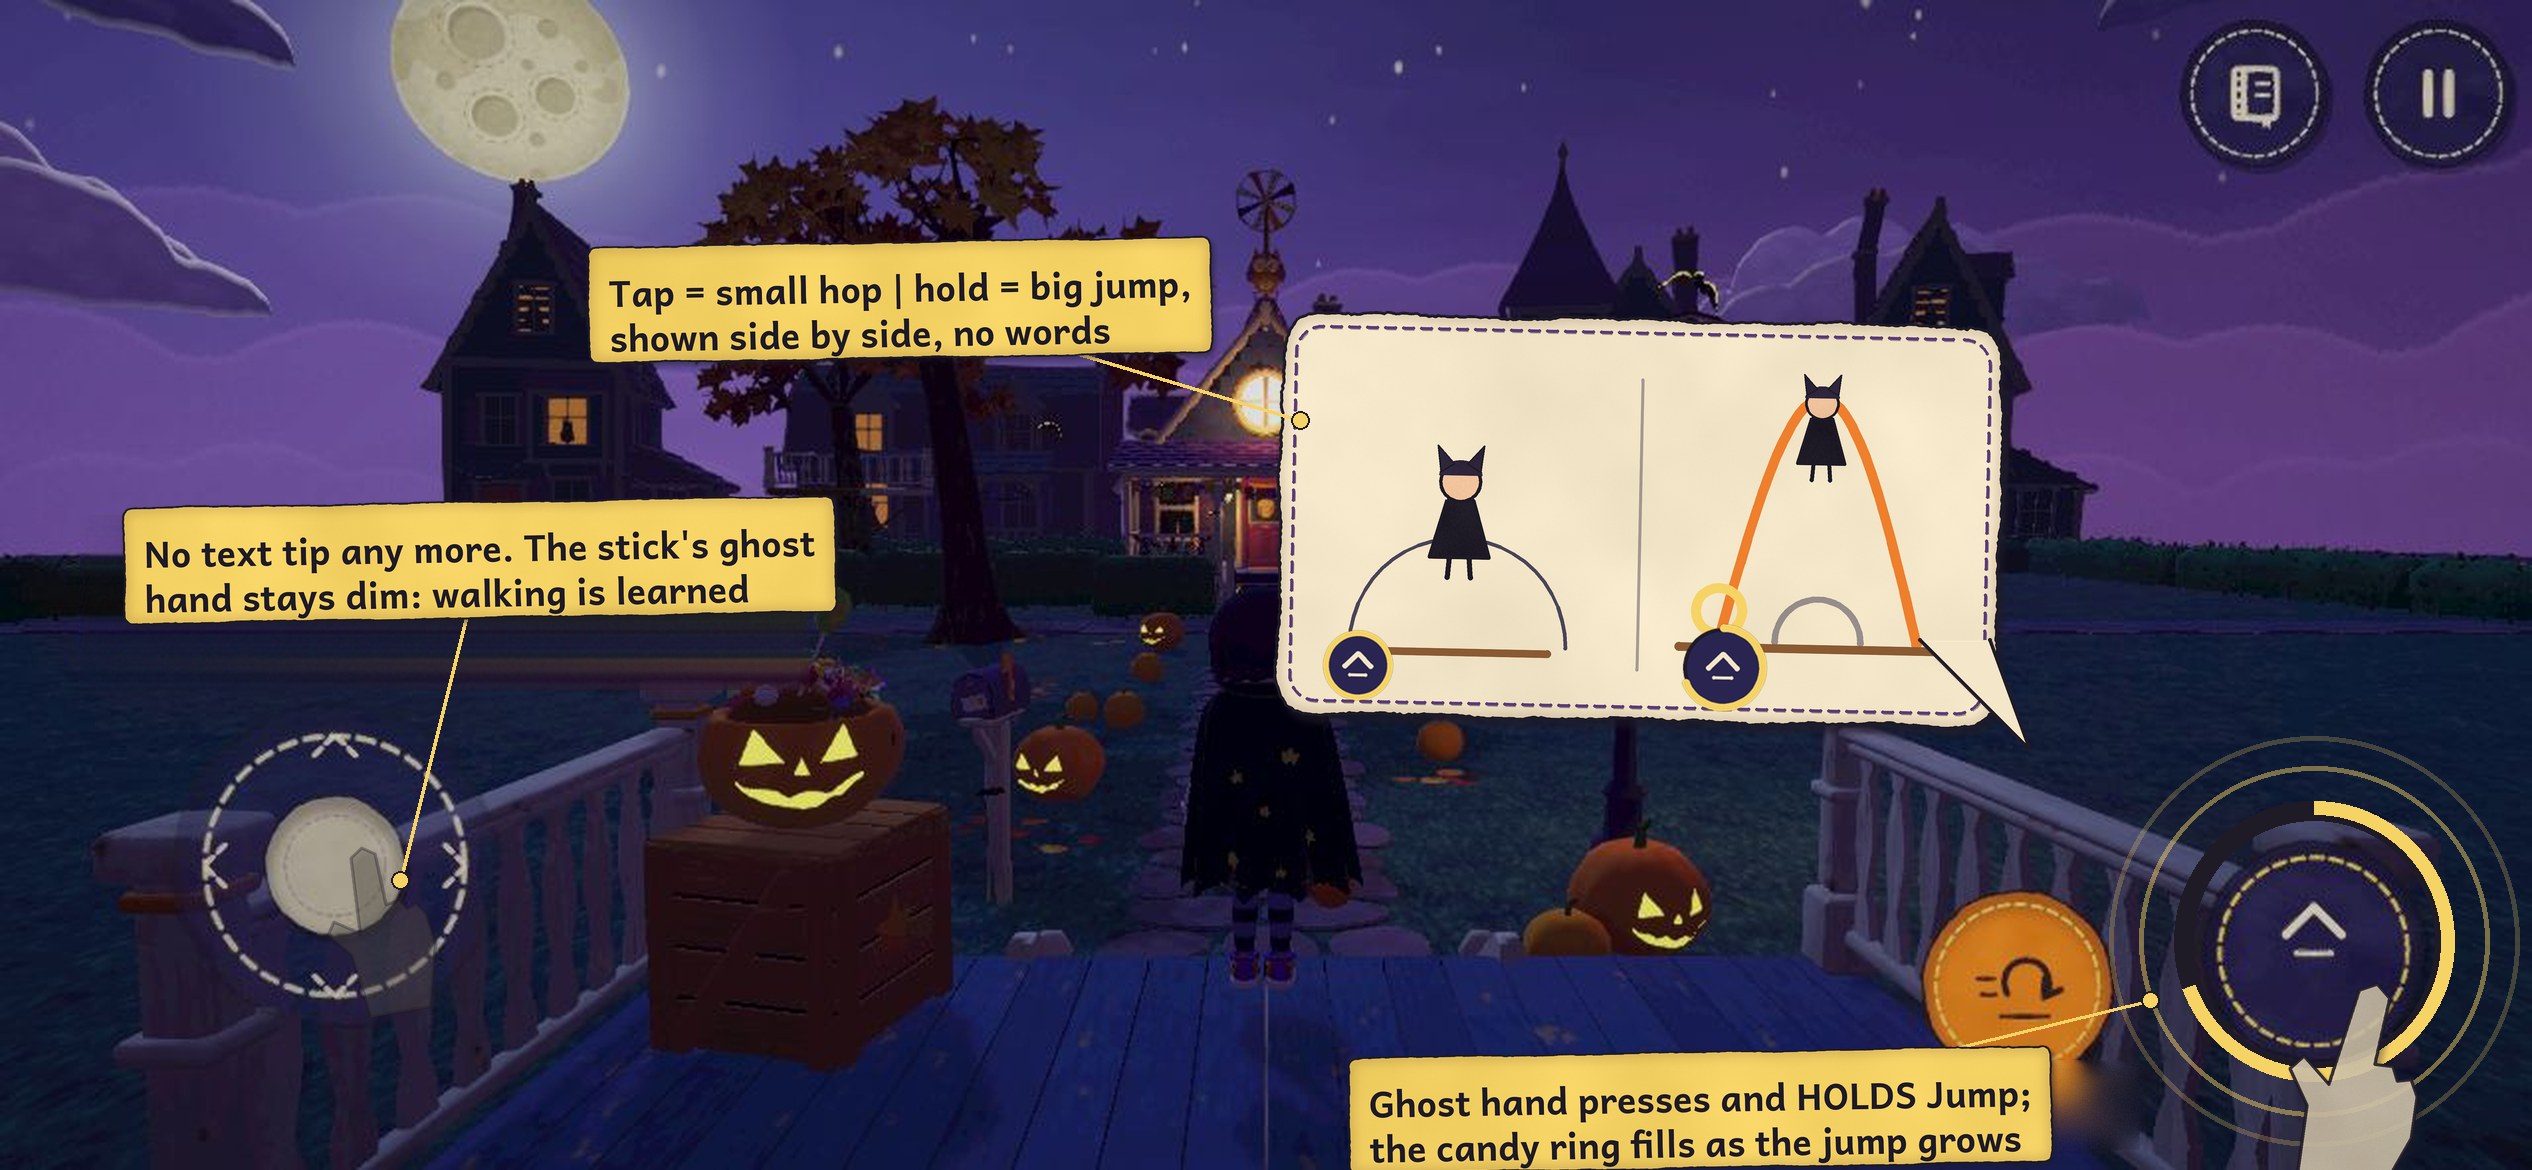 Tap = small hop | hold = big jump,
shown side by side, no words
No text tip any more. The stick's ghost
hand stays dim: walking is learned
Ghost hand presses and HOLDS Jump;
the candy ring fills as the jump grows